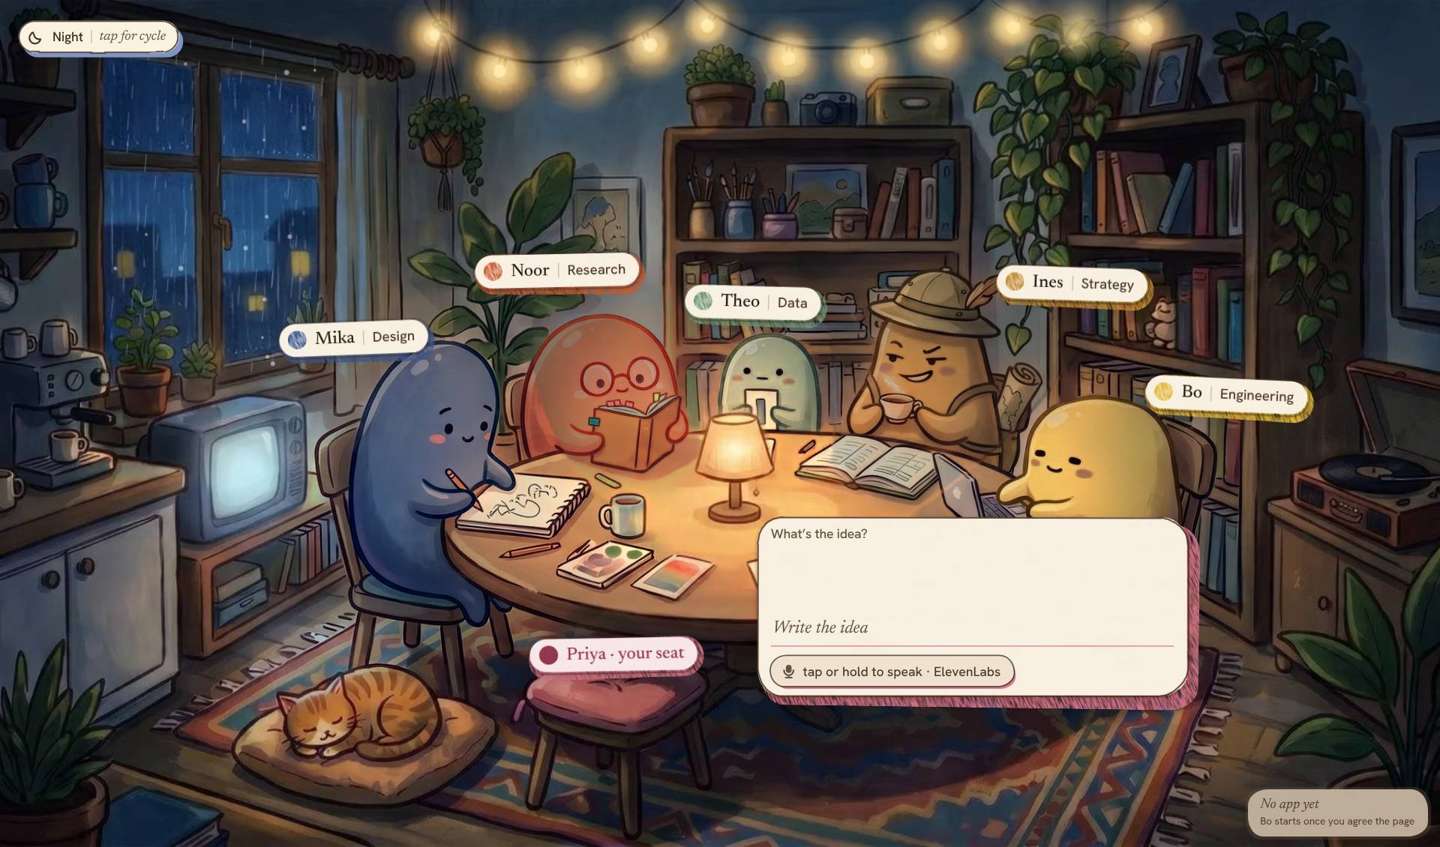 Night | tap for cycle
Noor | Research
Ines | Strategy
Theo | Data
Mika | Design
Bo | Engineering
What's the idea?
Write the idea
tap or hold to speak · ElevenLabs
Priya · your seat
No app yet
Bo starts once you agree the page